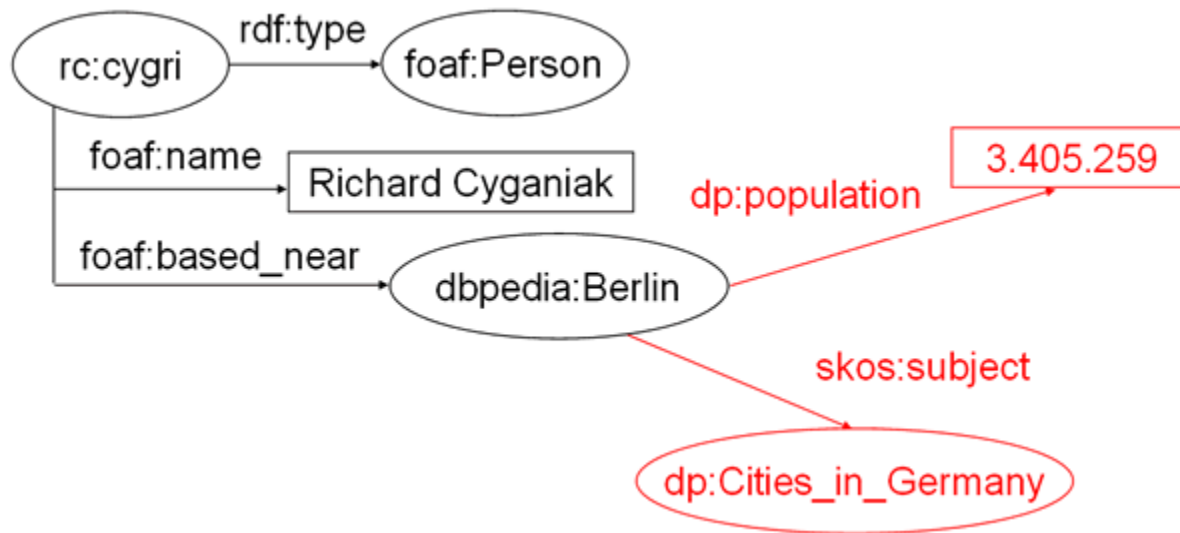 rdf:type
rc:cygri
foaf:Person
foaf:name
Richard Cyganiak
3.405.259
dp:population
foaf:based_near
dbpedia:Berlin
skos:subject
dp:Cities_in_Germany